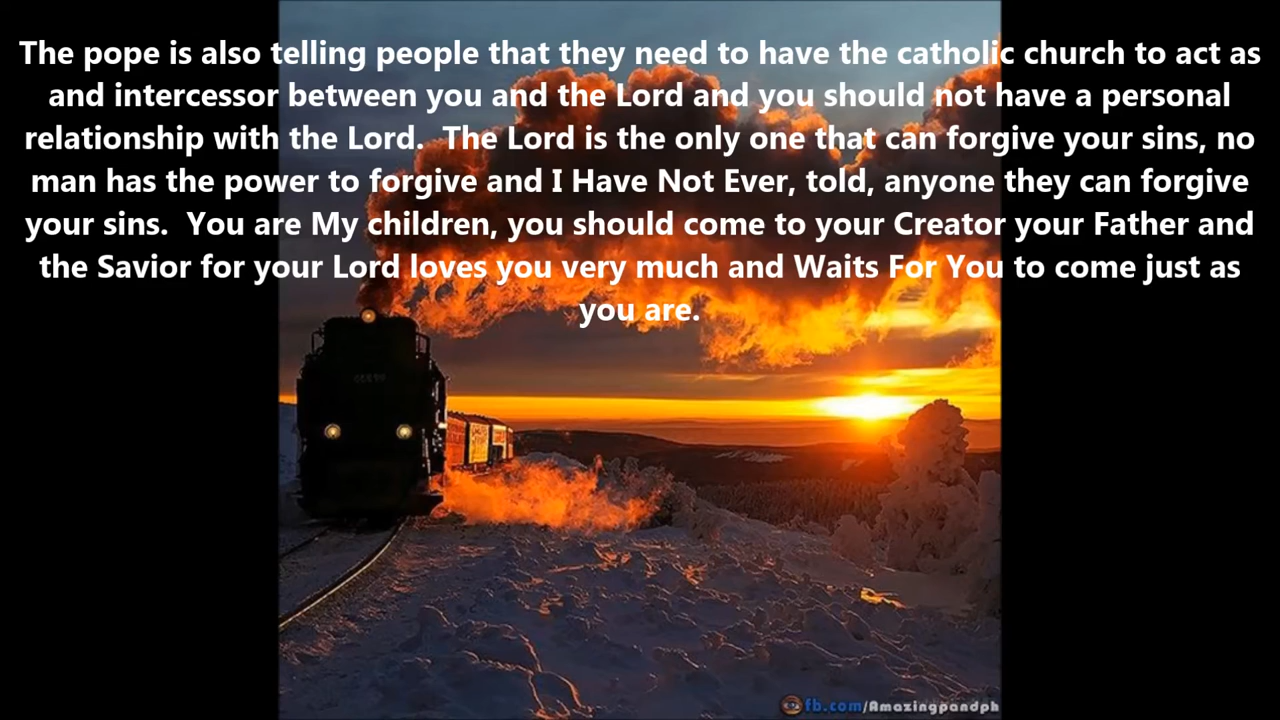 The pope is also telling people that they need to have the catholic church to act as
and intercessor between you and the Lord and you should not have a personal
relationship with the Lord.  The Lord is the only one that can forgive your sins, no
man has the power to forgive and I Have Not Ever, told, anyone they can forgive
your sins.  You are My children, you should come to your Creator your Father and
the Savior for your Lord loves you very much and Waits For You to come just as
you are.
fb.com/Amazingpandph